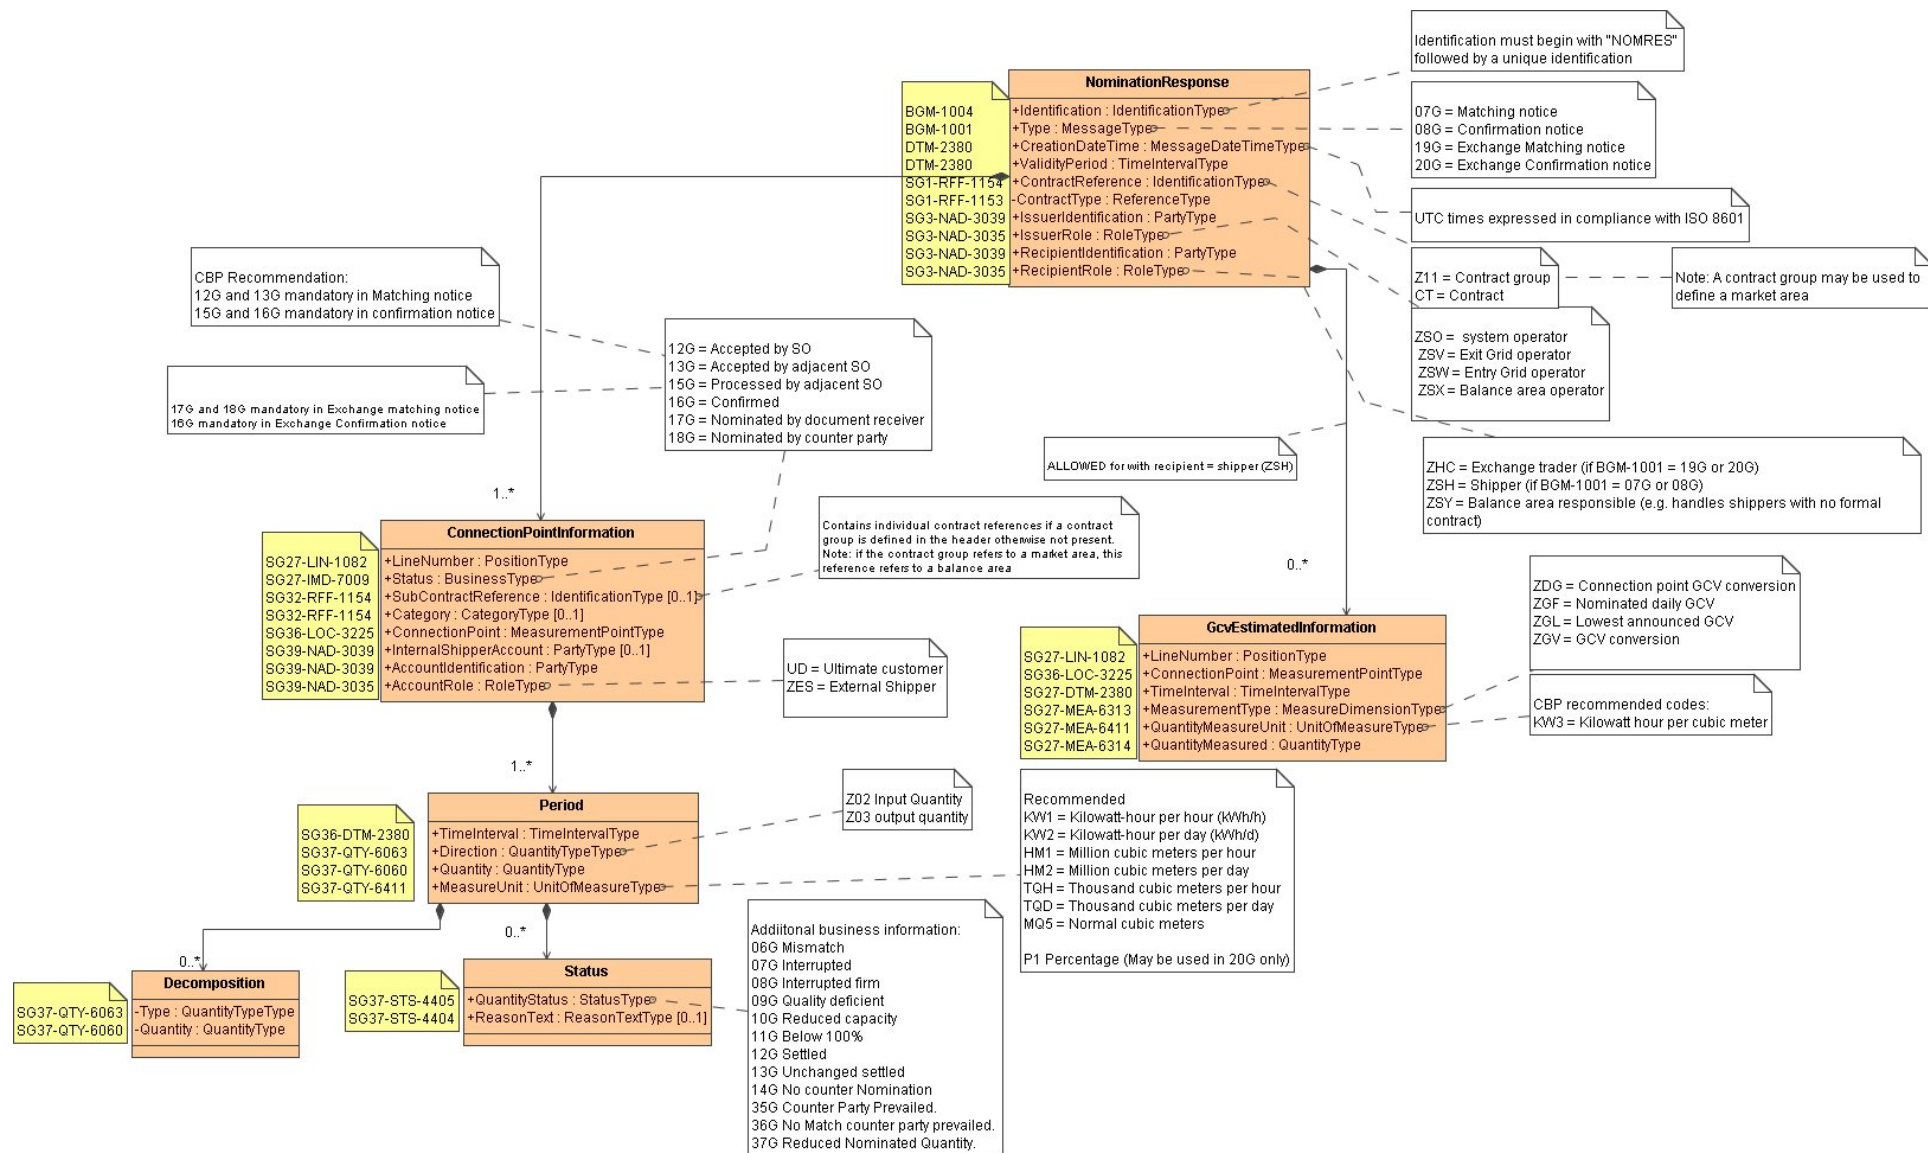 Identification must begin with "NOMRES"
followed by a unique identification
NominationResponse
BGM-1004
BGM-1001
DTM-2380
DTM-2380
SG1-RFF-1154
SG1-RFF-1153
SG3-NAD-3039
SG3-NAD-3035
SG3-NAD-3039
SG3-NAD-3035
+Identification : IdentificationType
+Type : MessageType
+CreationDateTime : MessageDateTimeType
+ValidityPeriod : TimeIntervalType
+ContractReference : IdentificationType
-ContractType : ReferenceType
+IssuerIdentification : PartyType
+IssuerRole : RoleType
+RecipientIdentification : PartyType
+RecipientRole : RoleType
07G = Matching notice
08G = Confirmation notice
19G = Exchange Matching notice
20G = Exchange Confirmation notice
UTC times expressed in compliance with ISO 8601
Z11 = Contract group
CT = Contract
Note: A contract group may be used to
define a market area
ZSO = system operator
ZSV = Exit Grid operator
ZSW = Entry Grid operator
ZSX = Balance area operator
CBP Recommendation:
12G and 13G mandatory in Matching notice
15G and 16G mandatory in confirmation notice
17G and 18G mandatory in Exchange matching notice
16G mandatory in Exchange Confirmation notice
12G = Accepted by SO
13G = Accepted by adjacent SO
15G = Processed by adjacent SO
16G = Confirmed
17G = Nominated by document receiver
18G = Nominated by counter party
ALLOWED for with recipient = shipper (ZSH)
ZHC = Exchange trader (if BGM-1001 = 19G or 20G)
ZSH = Shipper (if BGM-1001 = 07G or 08G)
ZSY = Balance area responsible (e.g. handles shippers with no formal
contract)
1..*
0..*
ConnectionPointInformation
SG27-LIN-1082
SG27-IMD-7009
SG32-RFF-1154
SG32-RFF-1154
SG36-LOC-3225
SG39-NAD-3039
SG39-NAD-3039
SG39-NAD-3035
+LineNumber : PositionType
+Status : BusinessType
+SubContractReference : IdentificationType [0..1]
+Category : CategoryType [0..1]
+ConnectionPoint : MeasurementPointType
+InternalShipperAccount : PartyType [0..1]
+AccountIdentification : PartyType
+AccountRole : RoleType
Contains individual contract references if a contract
group is defined in the header otherwise not present.
Note: if the contract group refers to a market area, this
reference refers to a balance area
UD = Ultimate customer
ZES = External Shipper
GcvEstimatedInformation
SG27-LIN-1082
SG36-LOC-3225
SG27-DTM-2380
SG27-MEA-6313
SG27-MEA-6411
SG27-MEA-6314
+LineNumber : PositionType
+ConnectionPoint : MeasurementPointType
+TimeInterval : TimeIntervalType
+MeasurementType : MeasureDimensionType
+QuantityMeasureUnit : UnitOfMeasureType
+QuantityMeasured : QuantityType
ZDG = Connection point GCV conversion
ZGF = Nominated daily GCV
ZGL = Lowest announced GCV
ZGV = GCV conversion
CBP recommended codes:
KW3 = Kilowatt hour per cubic meter
1..*
Period
SG36-DTM-2380
SG37-QTY-6063
SG37-QTY-6060
SG37-QTY-6411
+TimeInterval : TimeIntervalType
+Direction : QuantityTypeType
+Quantity : QuantityType
+MeasureUnit : UnitOfMeasureType
Z02 Input Quantity
Z03 output quantity
Recommended
KW1 = Kilowatt-hour per hour (kWh/h)
KW2 = Kilowatt-hour per day (kWh/d)
HM1 = Million cubic meters per hour
HM2 = Million cubic meters per day
TQH = Thousand cubic meters per hour
TQD = Thousand cubic meters per day
MQ5 = Normal cubic meters
P1 Percentage (May be used in 20G only)
0..*
0..*
Decomposition
SG37-QTY-6063
SG37-QTY-6060
-Type : QuantityTypeType
-Quantity : QuantityType
Status
SG37-STS-4405
SG37-STS-4404
+QuantityStatus : StatusType
+ReasonText : ReasonTextType [0..1]
Addiitonal business information:
06G Mismatch
07G Interrupted
08G Interrupted firm
09G Quality deficient
10G Reduced capacity
11G Below 100%
12G Settled
13G Unchanged settled
14G No counter Nomination
35G Counter Party Prevailed.
36G No Match counter party prevailed.
37G Reduced Nominated Quantity.